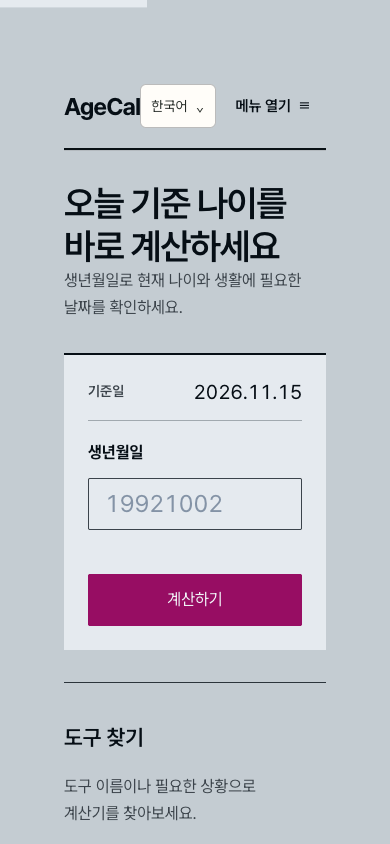 AgeCal
한국어
메뉴 열기
오늘 기준 나이를
바로 계산하세요
생년월일로 현재 나이와 생활에 필요한
날짜를 확인하세요.
기준일
2026.11.15
생년월일
19921002
계산하기
도구 찾기
도구 이름이나 필요한 상황으로
계산기를 찾아보세요.